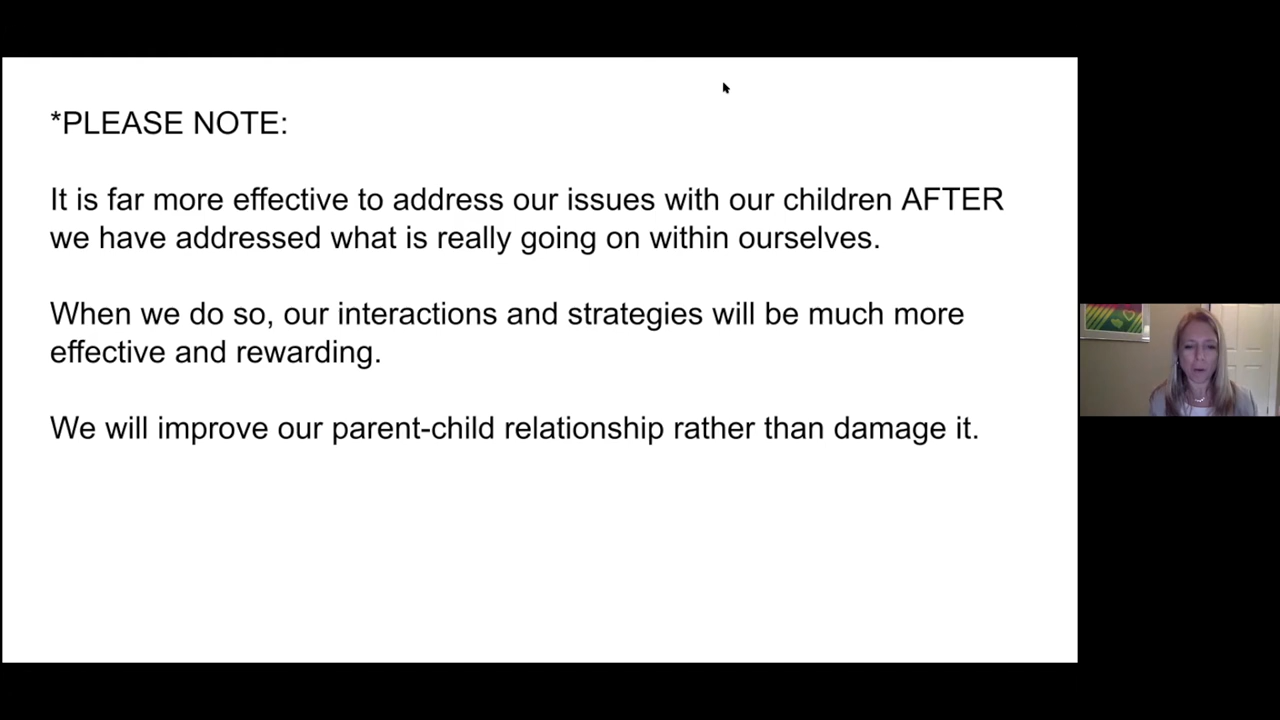 *PLEASE NOTE:
It is far more effective to address our issues with our children AFTER
we have addressed what is really going on within ourselves.
When we do so, our interactions and strategies will be much more
effective and rewarding.
We will improve our parent-child relationship rather than damage it.